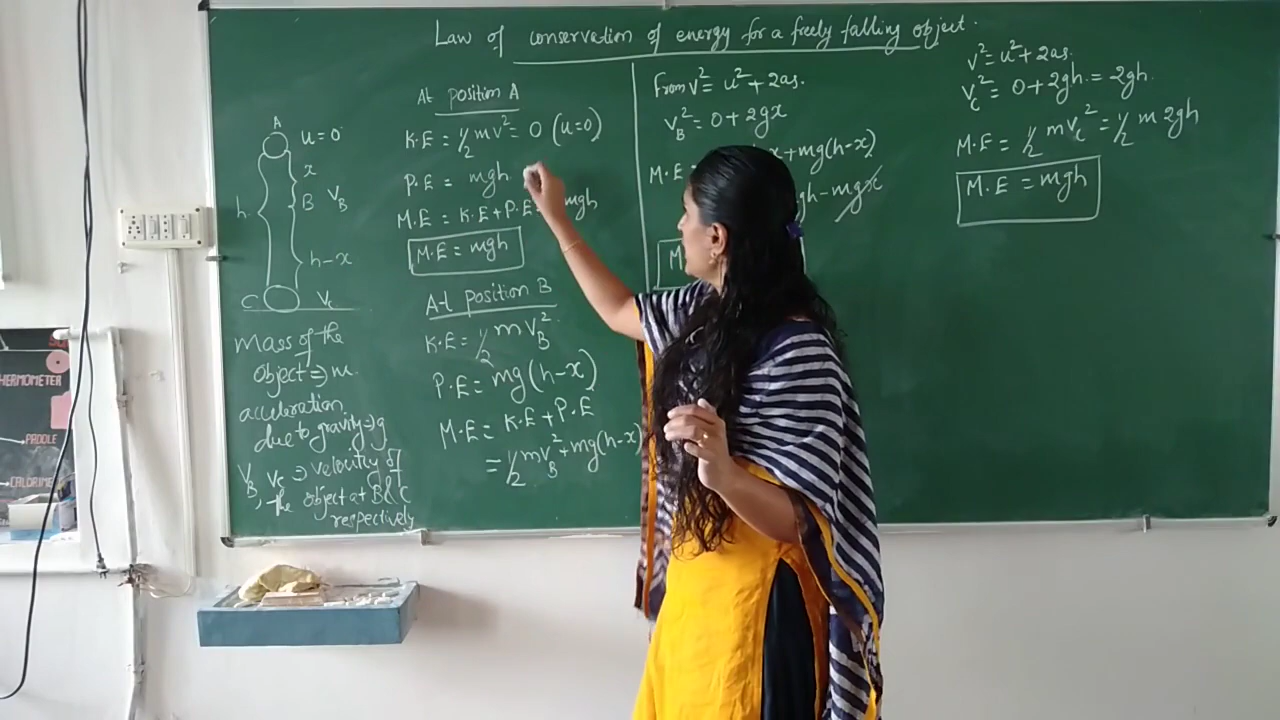 Law of conservation of energy for a freely falling object.
A u=0
x
h B V_B
h-x
C V_C
Mass of the
object ⇒ m.
acceleration
due to gravity ⇒ g
V_B, V_C ⇒ velocity of
the object at B & C
respectively
At position A
K.E = 1/2 mv² = 0 (u=0)
P.E = mgh
M.E = K.E + P.E mgh
M.E = mgh
At position B
K.E = 1/2 m V_B²
P.E = mg(h-x)
M.E = K.E + P.E
= 1/2 mV_B² + mg(h-x)
From v² = u² + 2as.
V_B² = 0 + 2gx
M.E = x + mg(h-x)
gh - mgx
M
v² = u² + 2as.
V_C² = 0 + 2gh. = 2gh.
M.E = 1/2 mV_C² = 1/2 m 2gh
M.E = mgh
THERMOMETER
PADDLE